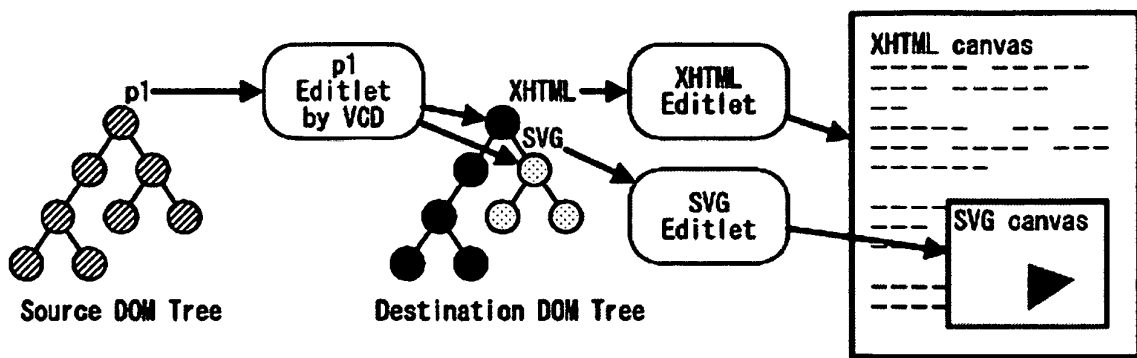 p1
p1
Editlet
by VCD
XHTML
SVG
XHTML
Editlet
SVG
Editlet
XHTML canvas
SVG canvas
Source DOM Tree
Destination DOM Tree